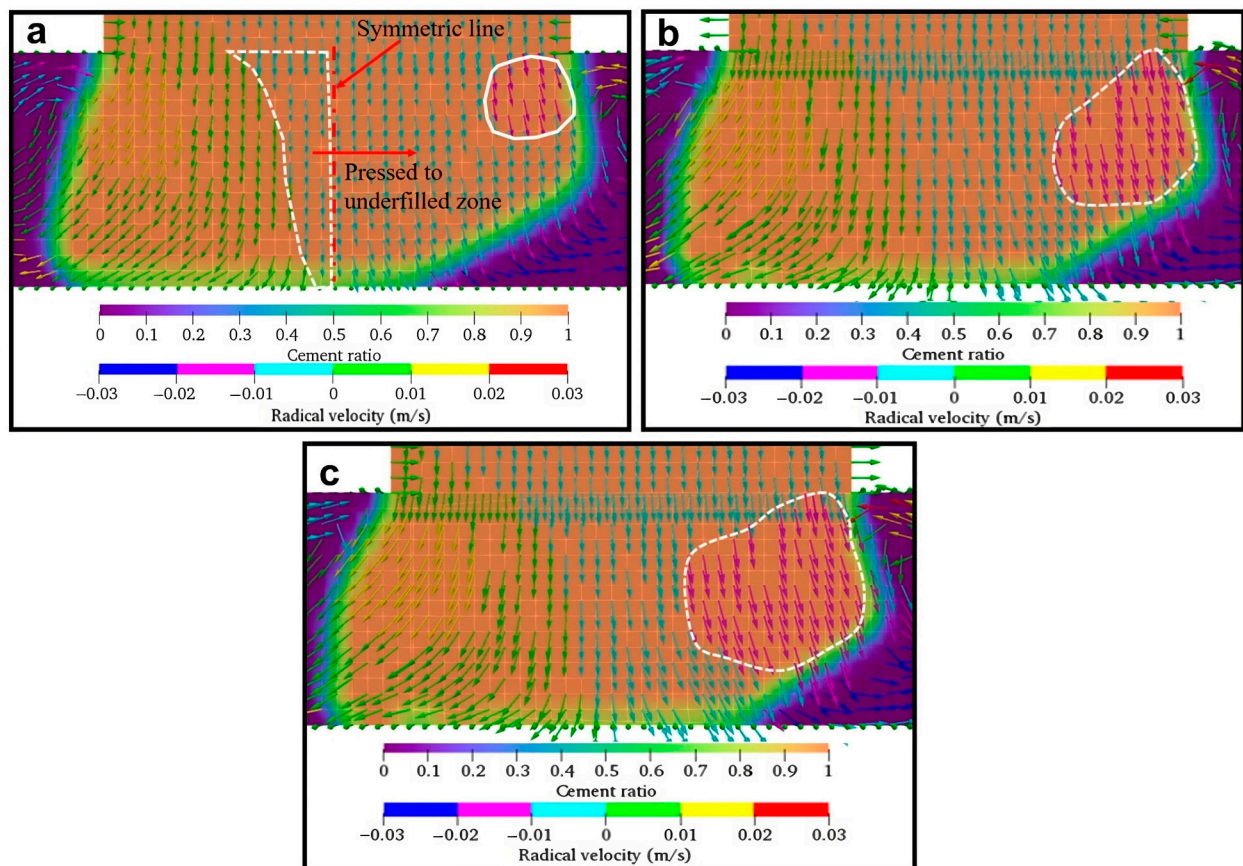 a
Symmetric line
Pressed to
underfilled zone
0 0.1 0.2 0.3 0.4 0.5 0.6 0.7 0.8 0.9 1
Cement ratio
−0.03 −0.02 −0.01 0 0.01 0.02 0.03
Radical velocity (m/s)
b
0 0.1 0.2 0.3 0.4 0.5 0.6 0.7 0.8 0.9 1
Cement ratio
−0.03 −0.02 −0.01 0 0.01 0.02 0.03
Radical velocity (m/s)
c
0 0.1 0.2 0.3 0.4 0.5 0.6 0.7 0.8 0.9 1
Cement ratio
−0.03 −0.02 −0.01 0 0.01 0.02 0.03
Radical velocity (m/s)